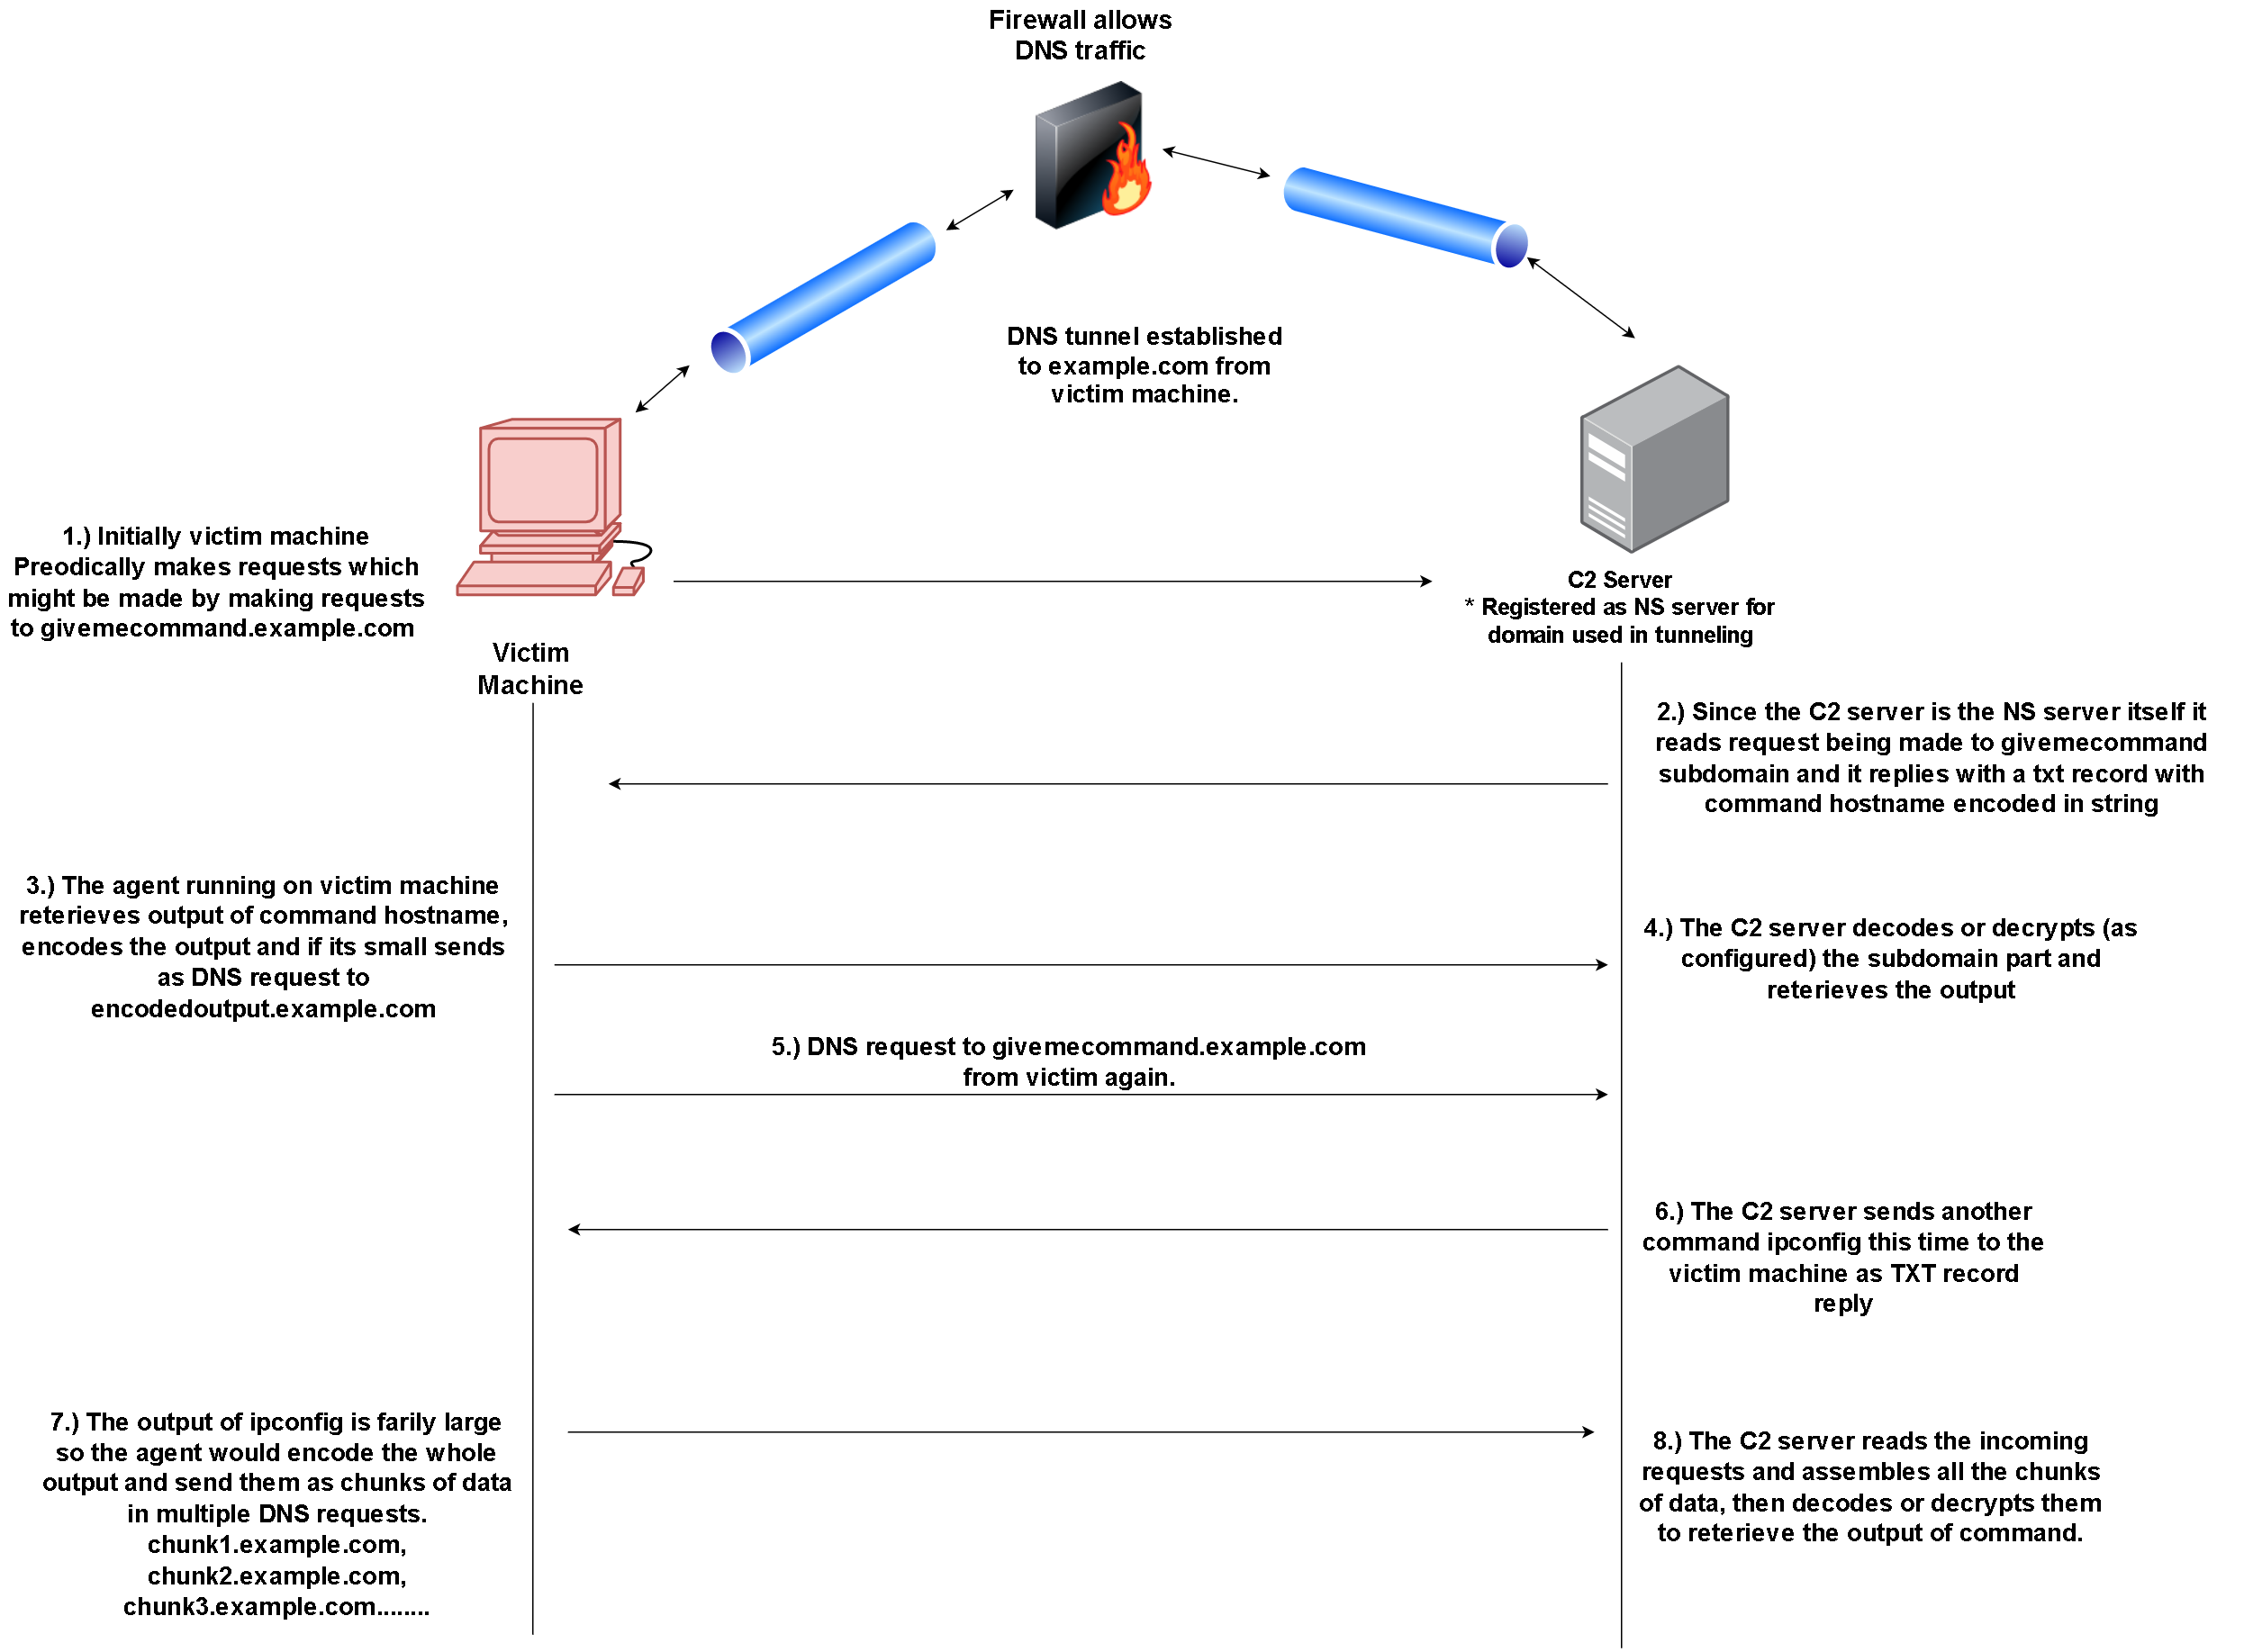 Firewall allows
DNS traffic
DNS tunnel established
to example.com from
victim machine.
1.) Initially victim machine
Preodically makes requests which
might be made by making requests
to givemecommand.example.com
Victim
Machine
C2 Server
* Registered as NS server for
domain used in tunneling
2.) Since the C2 server is the NS server itself it
reads request being made to givemecommand
subdomain and it replies with a txt record with
command hostname encoded in string
3.) The agent running on victim machine
reterieves output of command hostname,
encodes the output and if its small sends
as DNS request to
encodedoutput.example.com
4.) The C2 server decodes or decrypts (as
configured) the subdomain part and
reterieves the output
5.) DNS request to givemecommand.example.com
from victim again.
6.) The C2 server sends another
command ipconfig this time to the
victim machine as TXT record
reply
7.) The output of ipconfig is farily large
so the agent would encode the whole
output and send them as chunks of data
in multiple DNS requests.
chunk1.example.com,
chunk2.example.com,
chunk3.example.com........
8.) The C2 server reads the incoming
requests and assembles all the chunks
of data, then decodes or decrypts them
to reterieve the output of command.